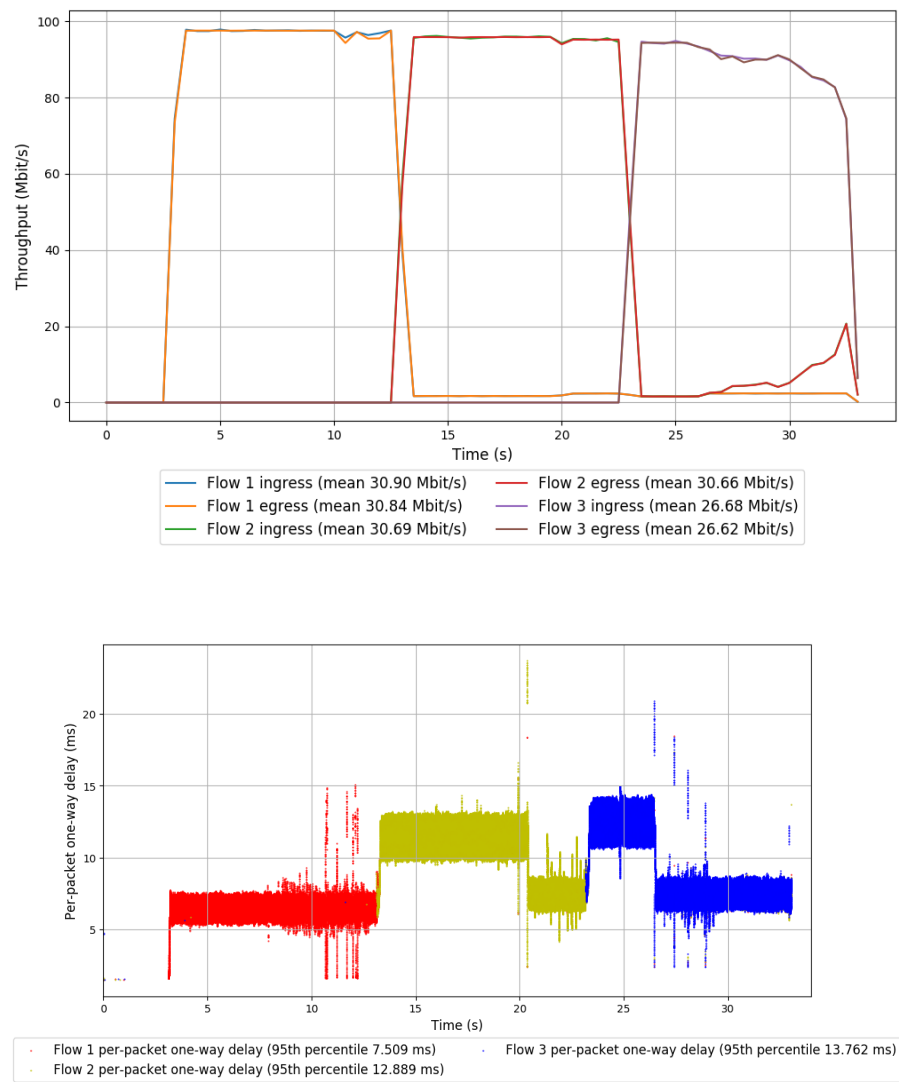 100
80
60
40
20
0
Throughput (Mbit/s)
0 5 10 15 20 25 30
Time (s)
Flow 1 ingress (mean 30.90 Mbit/s) Flow 2 egress (mean 30.66 Mbit/s)
Flow 1 egress (mean 30.84 Mbit/s) Flow 3 ingress (mean 26.68 Mbit/s)
Flow 2 ingress (mean 30.69 Mbit/s) Flow 3 egress (mean 26.62 Mbit/s)
20
15
10
5
Per-packet one-way delay (ms)
0 5 10 15 20 25 30
Time (s)
Flow 1 per-packet one-way delay (95th percentile 7.509 ms) Flow 3 per-packet one-way delay (95th percentile 13.762 ms)
Flow 2 per-packet one-way delay (95th percentile 12.889 ms)